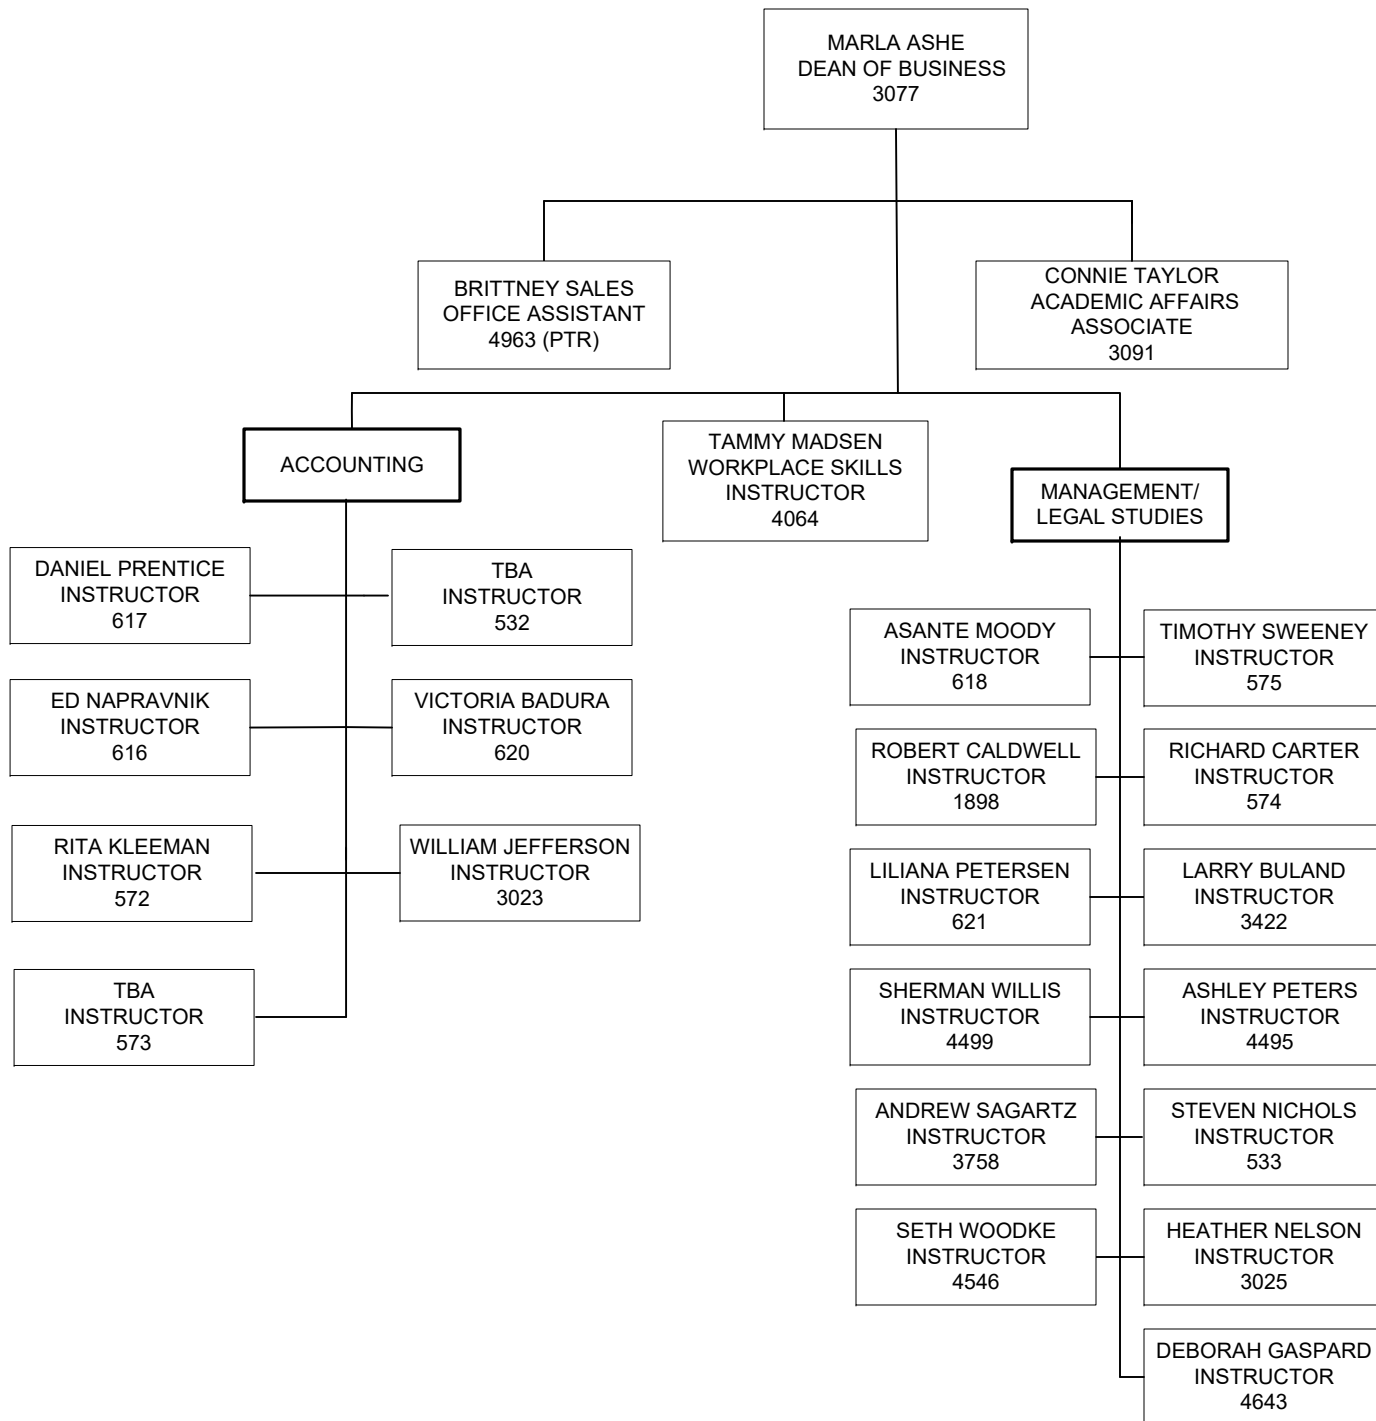 MARLA ASHE
DEAN OF BUSINESS
3077
BRITTNEY SALES
OFFICE ASSISTANT
4963 (PTR)
CONNIE TAYLOR
ACADEMIC AFFAIRS
ASSOCIATE
3091
ACCOUNTING
TAMMY MADSEN
WORKPLACE SKILLS
INSTRUCTOR
4064
MANAGEMENT/
LEGAL STUDIES
DANIEL PRENTICE
INSTRUCTOR
617
TBA
INSTRUCTOR
532
ED NAPRAVNIK
INSTRUCTOR
616
VICTORIA BADURA
INSTRUCTOR
620
RITA KLEEMAN
INSTRUCTOR
572
WILLIAM JEFFERSON
INSTRUCTOR
3023
TBA
INSTRUCTOR
573
ASANTE MOODY
INSTRUCTOR
618
TIMOTHY SWEENEY
INSTRUCTOR
575
ROBERT CALDWELL
INSTRUCTOR
1898
RICHARD CARTER
INSTRUCTOR
574
LILIANA PETERSEN
INSTRUCTOR
621
LARRY BULAND
INSTRUCTOR
3422
SHERMAN WILLIS
INSTRUCTOR
4499
ASHLEY PETERS
INSTRUCTOR
4495
ANDREW SAGARTZ
INSTRUCTOR
3758
STEVEN NICHOLS
INSTRUCTOR
533
SETH WOODKE
INSTRUCTOR
4546
HEATHER NELSON
INSTRUCTOR
3025
DEBORAH GASPARD
INSTRUCTOR
4643